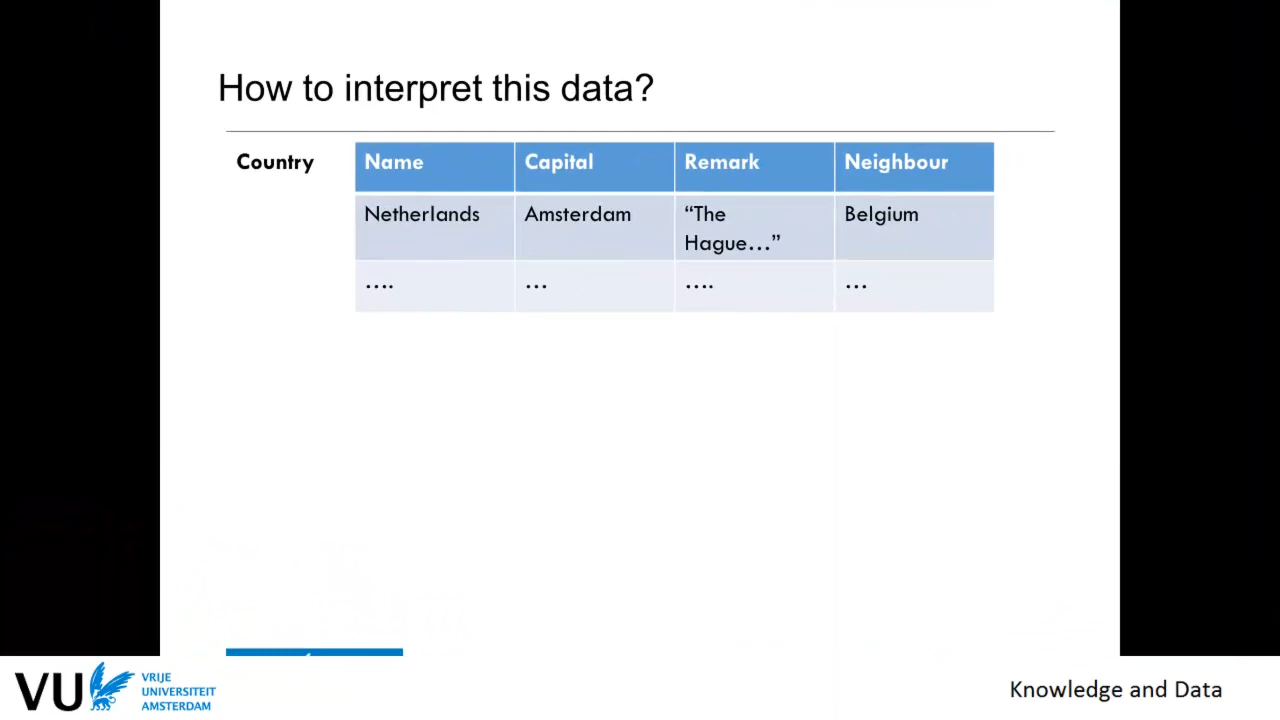 How to interpret this data?
Country
Name Capital Remark Neighbour
Netherlands Amsterdam “The Belgium
Hague…”
…. … …. …
VU VRIJE
UNIVERSITEIT
AMSTERDAM
Knowledge and Data